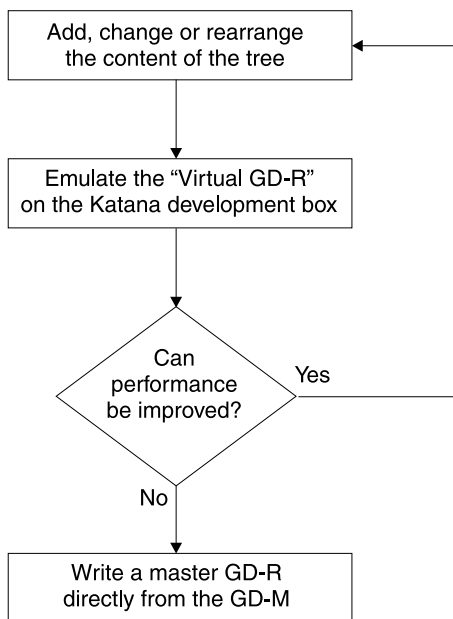 Add, change or rearrange
the content of the tree
Emulate the “Virtual GD-R”
on the Katana development box
Can
performance
be improved?
Yes
No
Write a master GD-R
directly from the GD-M